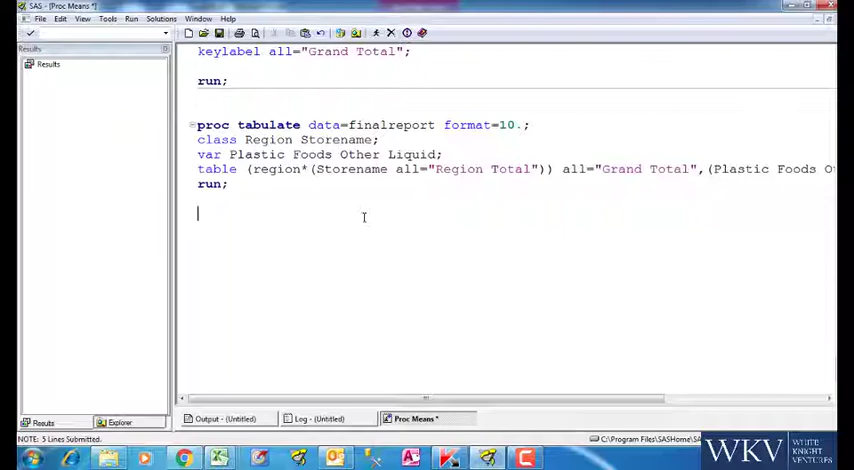 SAS - [Proc Means *]
File Edit View Tools Run Solutions Window Help
Results
Results
keylabel all="Grand Total";
run;
proc tabulate data=finalreport format=10.;
class Region Storename;
var Plastic Foods Other Liquid;
table (region*(Storename all="Region Total")) all="Grand Total",(Plastic Foods O
run;
Results Explorer
Output - (Untitled) Log - (Untitled) Proc Means *
NOTE: 5 Lines Submitted.
C:\Program Files\SASHome\SAS
WKV
WHITE
KNIGHT
VENTURES